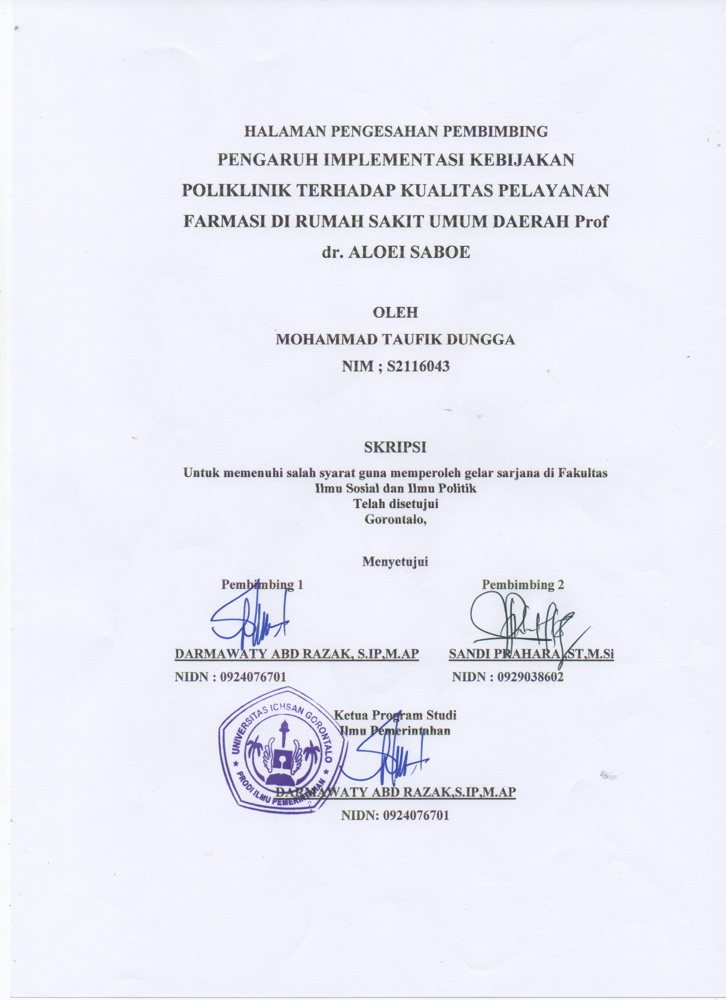 HALAMAN PENGESAHAN PEMBIMBING
PENGARUH IMPLEMENTASI KEBIJAKAN
POLIKLINIK TERHADAP KUALITAS PELAYANAN
FARMASI DI RUMAH SAKIT UMUM DAERAH Prof
dr. ALOEI SABOE
OLEH
MOHAMMAD TAUFIK DUNGGA
NIM ; S2116043
SKRIPSI
Untuk memenuhi salah syarat guna memperoleh gelar sarjana di Fakultas
Ilmu Sosial dan Ilmu Politik
Telah disetujui
Gorontalo,
Menyetujui
Pembimbing 1 Pembimbing 2
DARMAWATY ABD RAZAK, S.IP,M.AP SANDI PRAHARA,ST,M.Si
NIDN : 0924076701 NIDN : 0929038602
UNIVERSITAS ICHSAN GORONTALO
PRODI ILMU PEMERINTAHAN
Ketua Program Studi
Ilmu Pemerintahan
DARMAWATY ABD RAZAK,S.IP,M.AP
NIDN: 0924076701